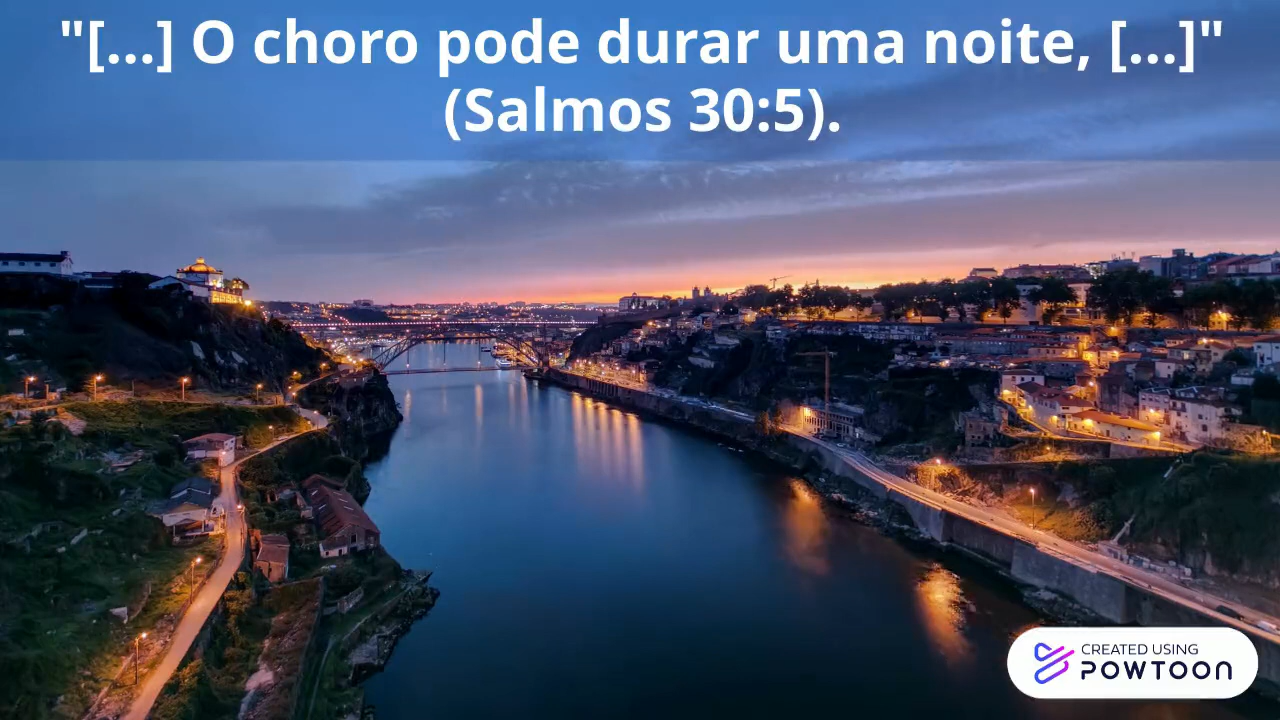 "[...] O choro pode durar uma noite, [...]"
(Salmos 30:5).
CREATED USING
POWTOON